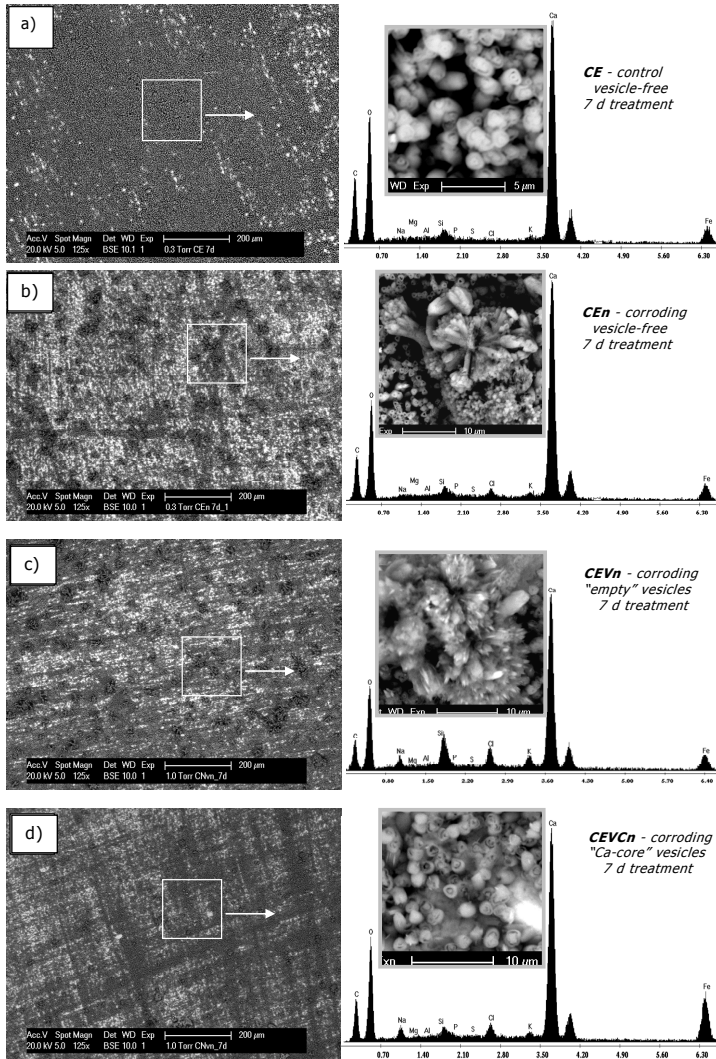 a)
Acc.V Spot Magn Det WD Exp 200 µm
20.0 kV 5.0 125x BSE 10.1 1 0.3 Torr CE 7d
WD Exp 5 µm
C O Na Mg Al Si P S Cl K Ca Fe
0.70 1.40 2.10 2.80 3.50 4.20 4.90 5.60 6.30
CE - control
vesicle-free
7 d treatment
b)
Acc.V Spot Magn Det WD Exp 200 µm
20.0 kV 5.0 125x BSE 10.0 1 0.3 Torr CEn 7d_1
Exp 10 µm
C O Na Mg Al Si P S Cl K Ca Fe
0.70 1.40 2.10 2.80 3.60 4.30 5.00 5.70 6.40
CEn - corroding
vesicle-free
7 d treatment
c)
Acc.V Spot Magn Det WD Exp 200 µm
20.0 kV 5.0 125x BSE 10.0 1 1.0 Torr CNvn_7d
t WD Exp 10 µm
C O Na Mg Al Si P S Cl K Ca Fe
0.80 1.50 2.20 2.90 3.60 4.30 5.00 5.70 6.40
CEVn - corroding
"empty" vesicles
7 d treatment
d)
Acc.V Spot Magn Det WD Exp 200 µm
20.0 kV 5.0 125x BSE 10.0 1 1.0 Torr CNvn_7d
xn 10 µm
C O Na Mg Al Si P S Cl K Ca Fe
0.70 1.40 2.10 2.80 3.60 4.30 5.00 5.70 6.40
CEVCn - corroding
"Ca-core" vesicles
7 d treatment